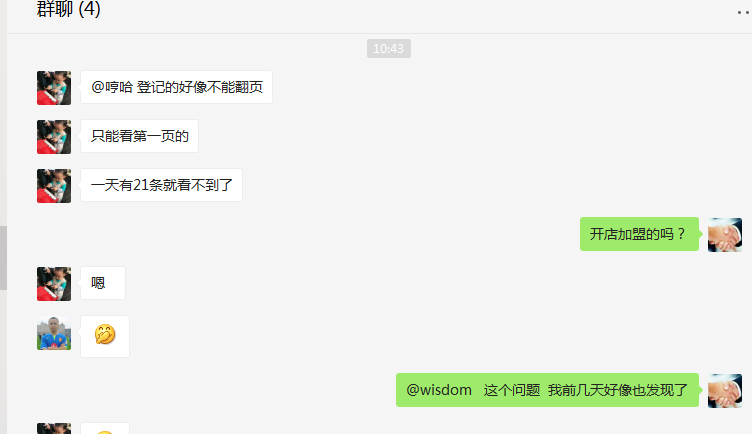 群聊 (4)
10:43
@哼哈 登记的好像不能翻页
只能看第一页的
一天有21条就看不到了
开店加盟的吗？
嗯
@wisdom 这个问题 我前几天好像也发现了